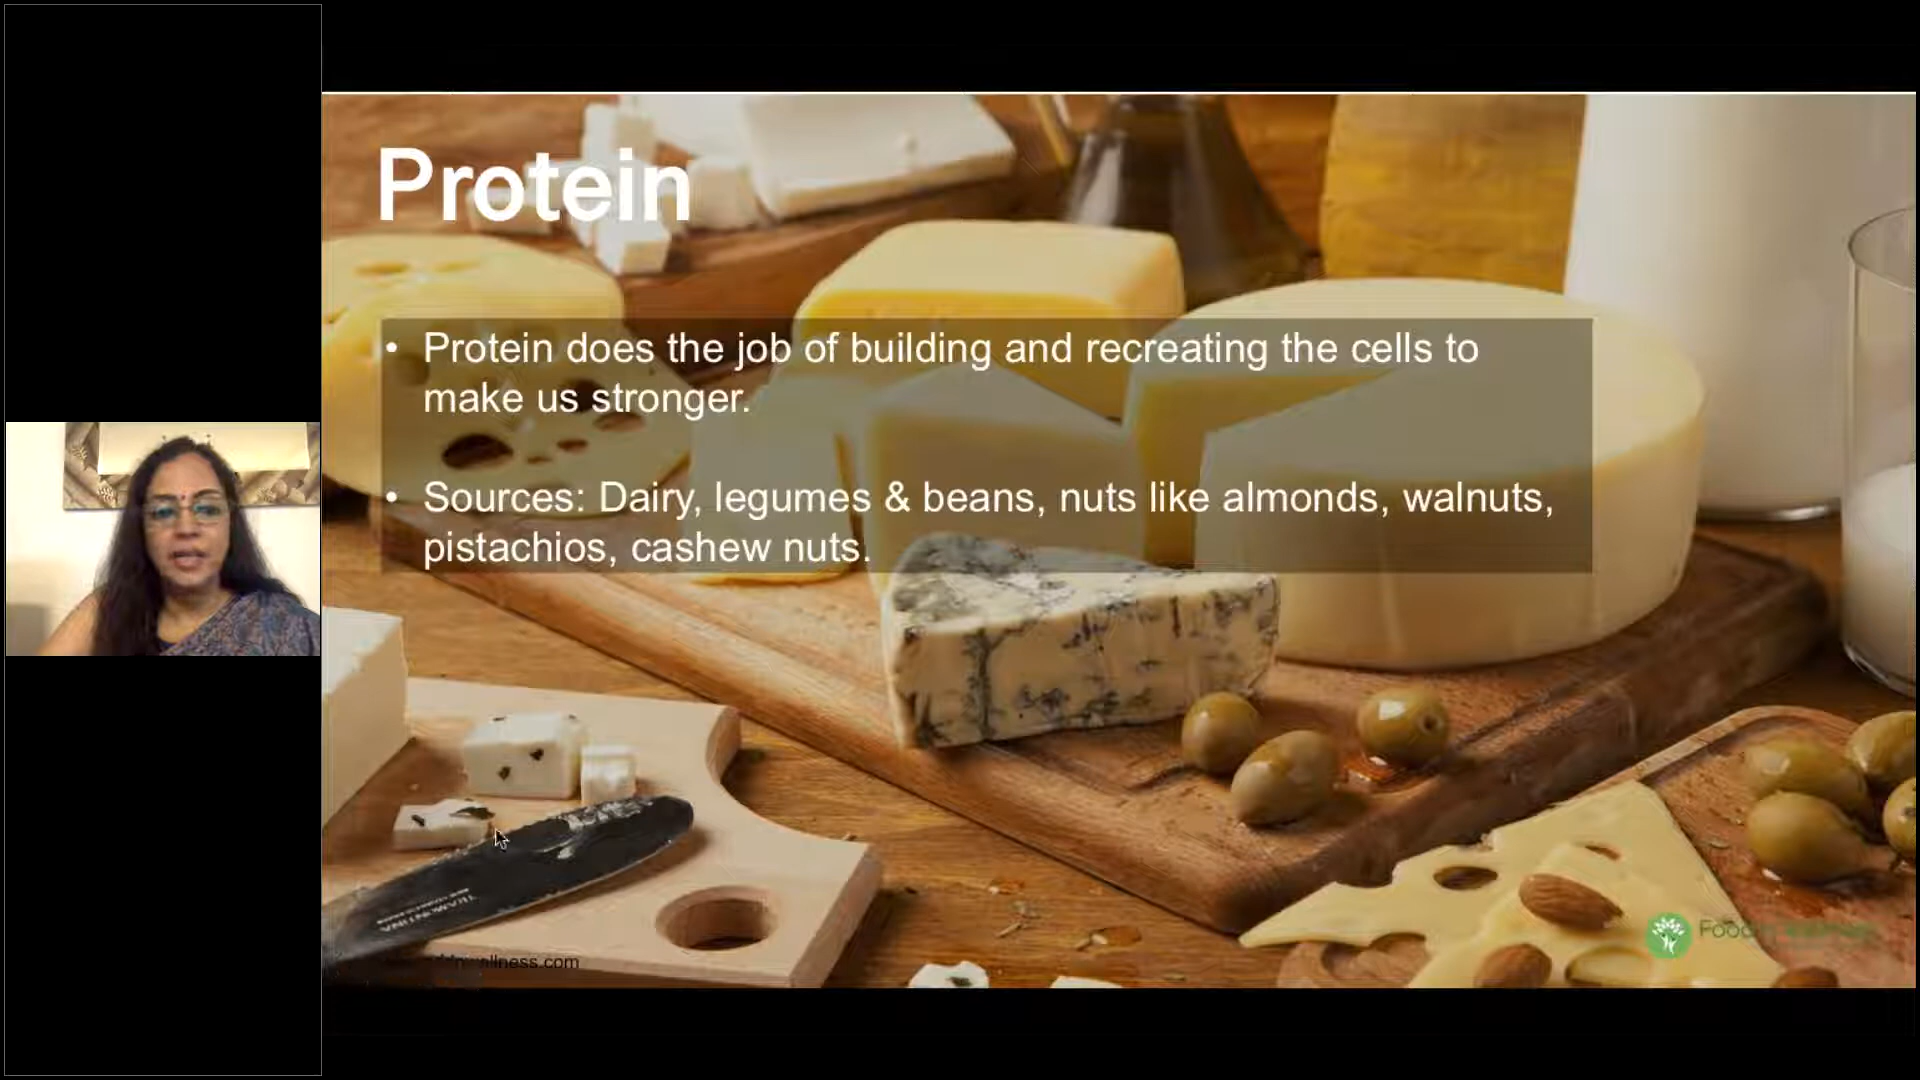 Protein
• Protein does the job of building and recreating the cells to
make us stronger.
• Sources: Dairy, legumes & beans, nuts like almonds, walnuts,
pistachios, cashew nuts.
TRAMONTINA